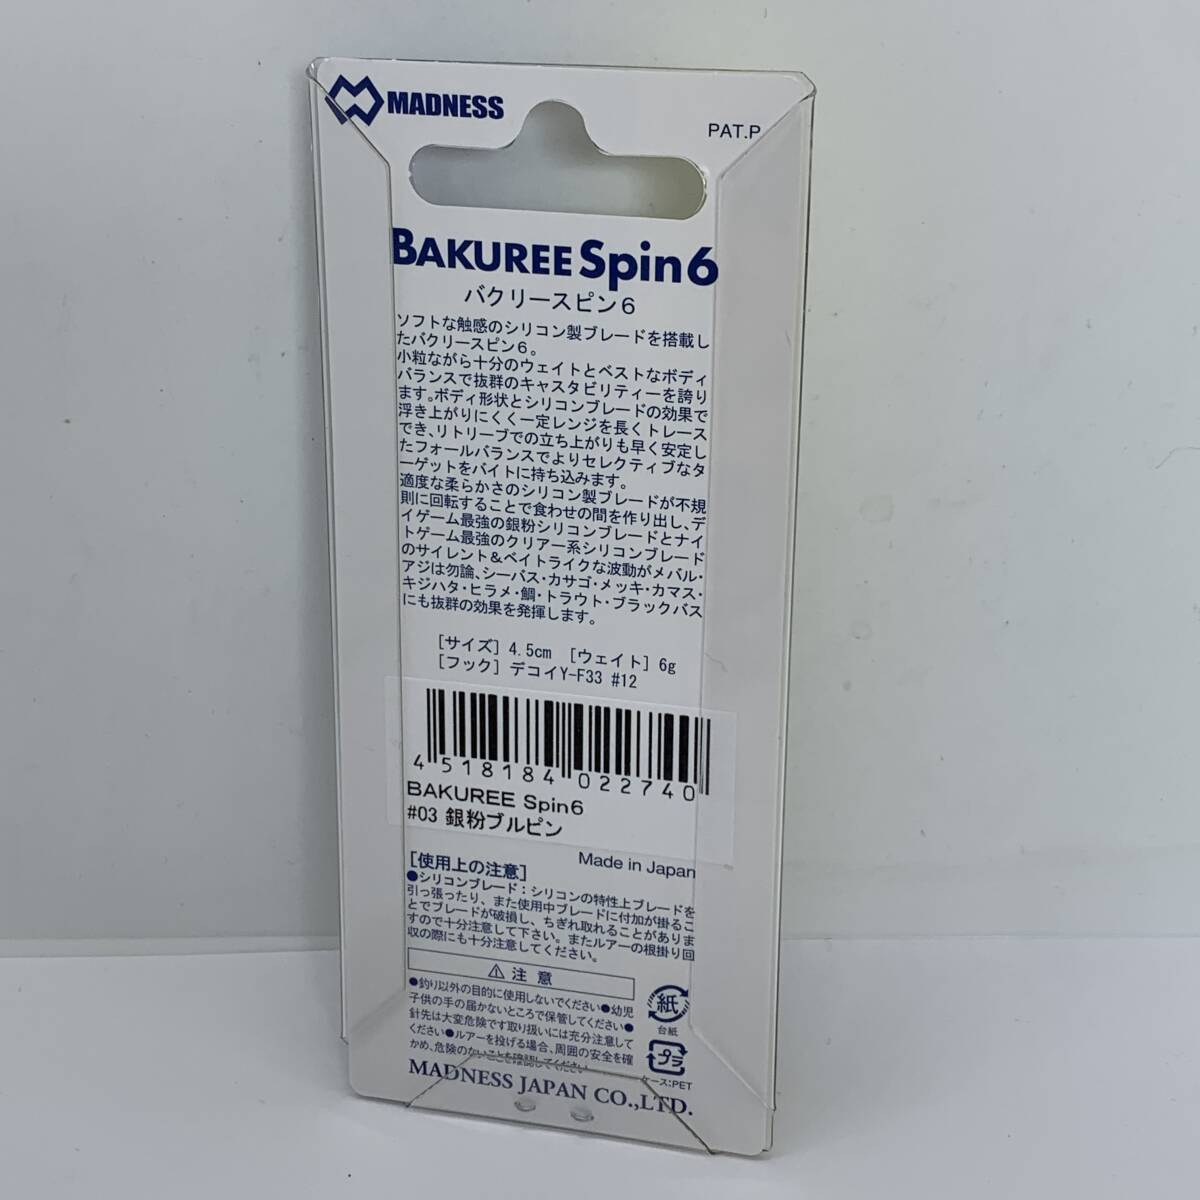 MADNESS
PAT.P
BAKUREE Spin6
バクリースピン6
ソフトな触感のシリコン製ブレードを搭載し
たバクリースピン6。
小粒ながら十分のウェイトとベストなボディ
バランスで抜群のキャスタビリティーを誇り
ます。ボディ形状とシリコンブレードの効果で
浮き上がりにくく一定レンジを長くトレース
でき、リトリーブでの立ち上がりも早く安定し
たフォールバランスでよりセレクティブなタ
ーゲットをバイトに持ち込みます。
適度な柔らかさのシリコン製ブレードが不規
則に回転することで食わせの間を作り出し、デ
イゲーム最強の銀粉シリコンブレードとナイ
トゲーム最強のクリアー系シリコンブレード
のサイレント&ベイトライクな波動がメバル・
アジは勿論、シーバス・カサゴ・メッキ・カマス・
キジハタ・ヒラメ・鯛・トラウト・ブラックバス
にも抜群の効果を発揮します。
[サイズ] 4.5cm [ウェイト] 6g
[フック] デコイY-F33 #12
4 518184 022740
BAKUREE Spin6
#03 銀粉ブルピン
Made in Japan
[使用上の注意]
●シリコンブレード:シリコンの特性上ブレードを
引っ張ったり、また使用中ブレードに付加が掛るこ
とでブレードが破損し、ちぎれ取れることがありま
すので十分注意して下さい。またルアーの根掛り回
収の際にも十分注意してください。
⚠ 注 意
●釣り以外の目的に使用しないでください●幼児
子供の手の届かないところで保管してください●
針先は大変危険です取り扱いには充分注意して
ください●ルアーを投げる場合、周囲の安全を確
かめ、危険のないことを確認してください
紙
台紙
プラ
ケース:PET
MADNESS JAPAN CO.,LTD.